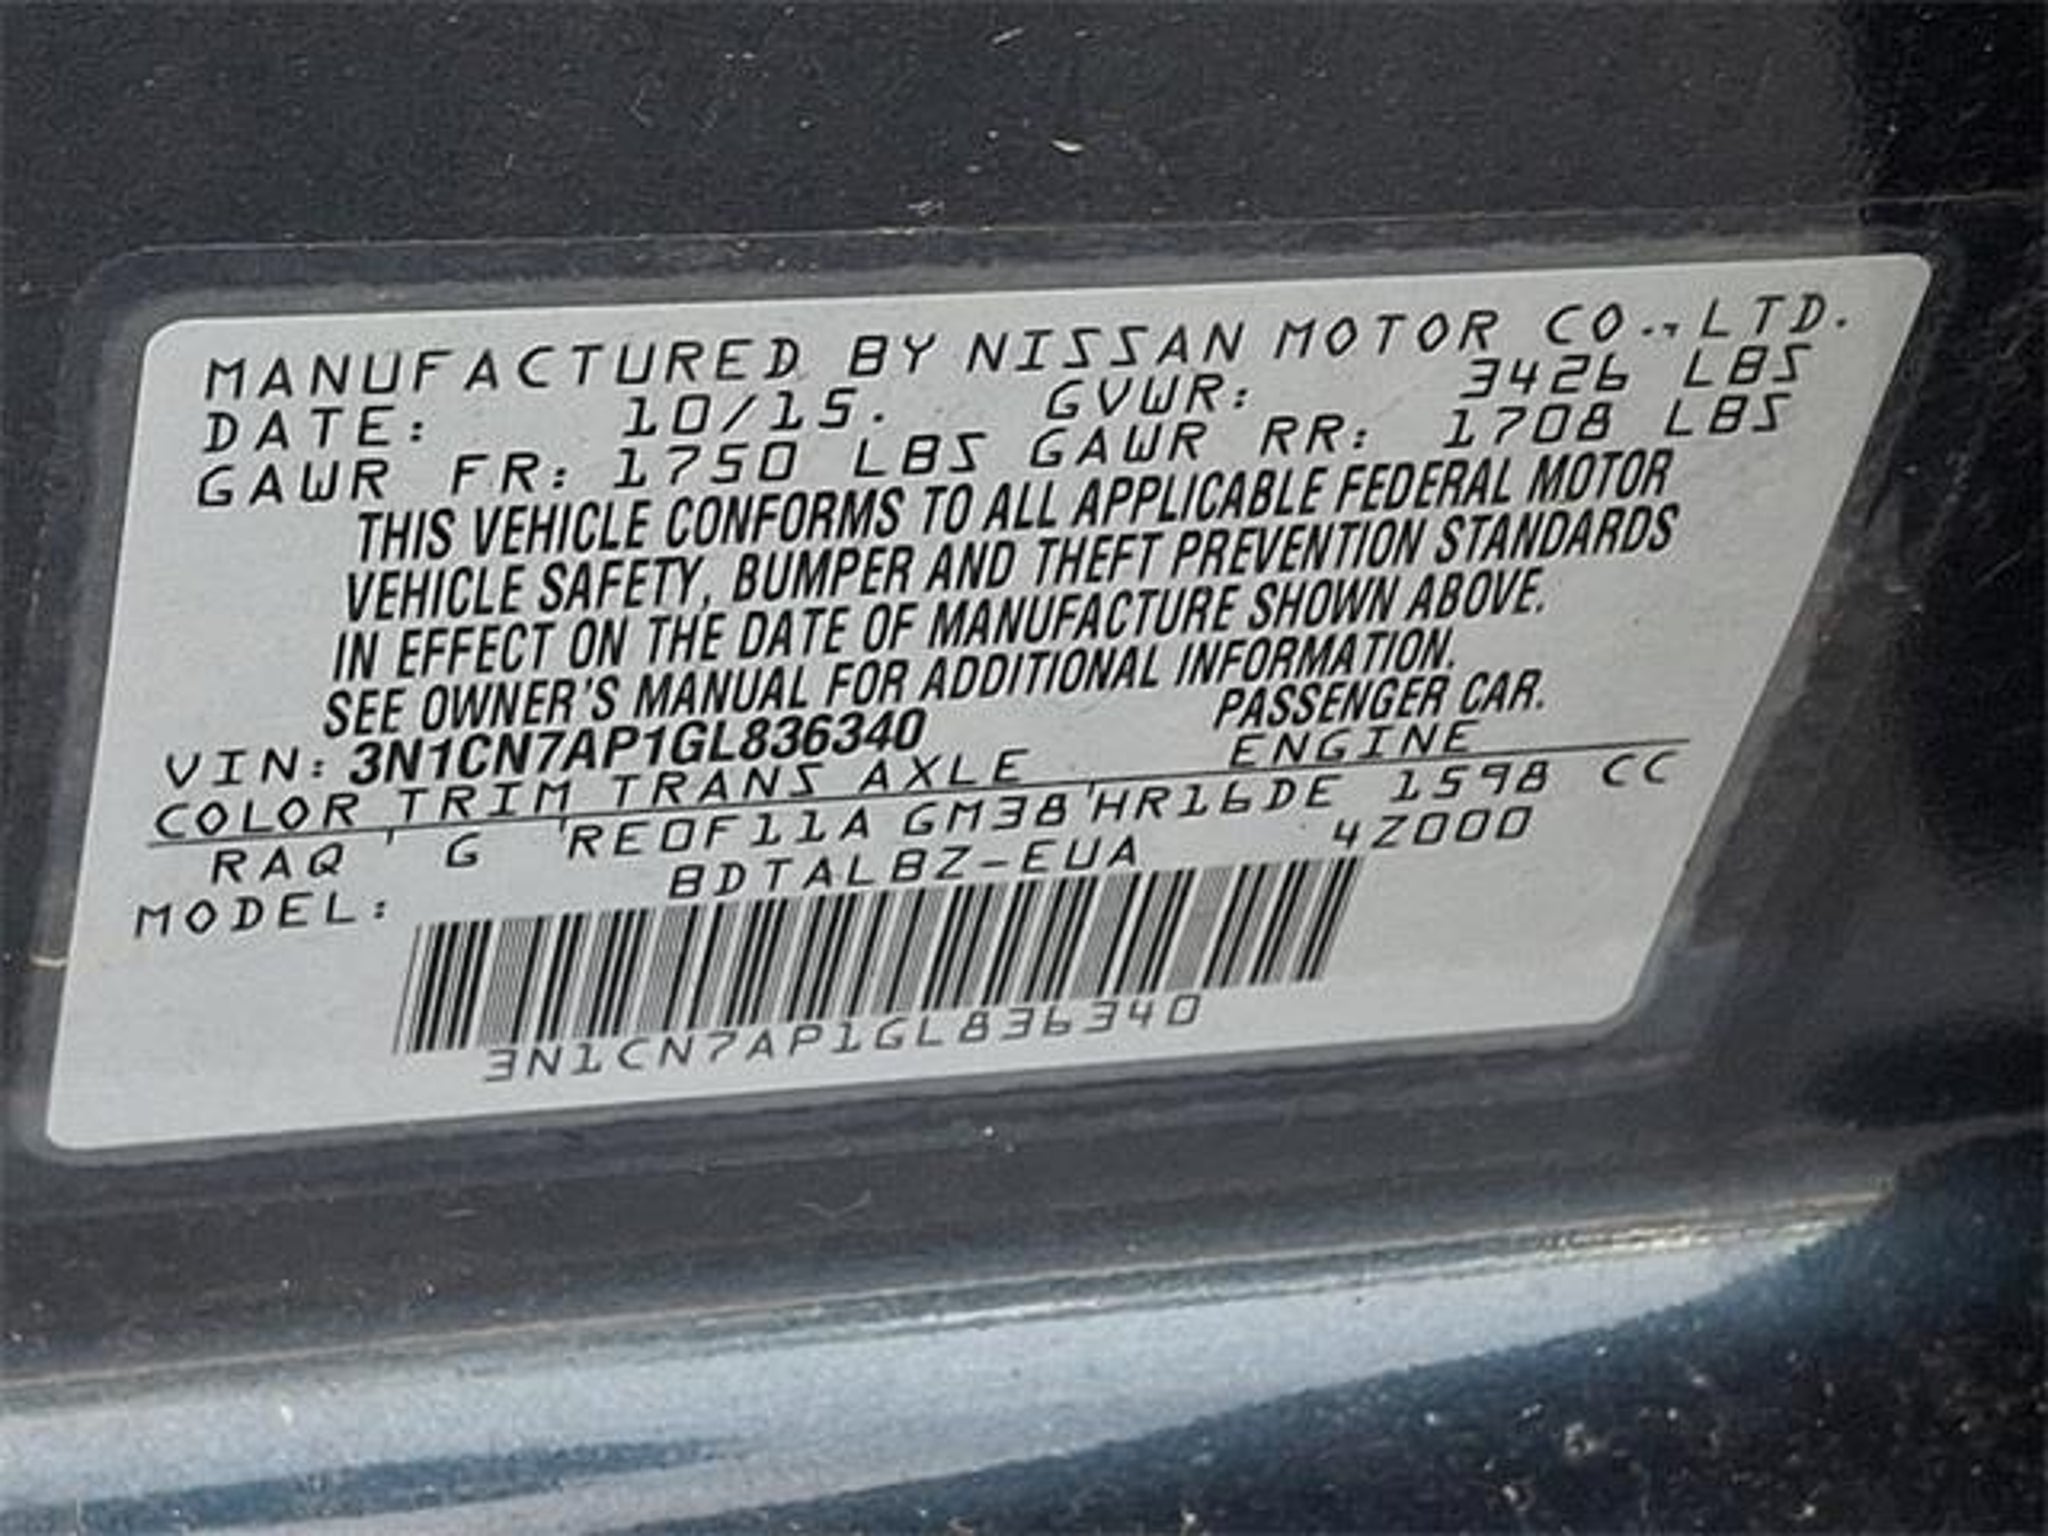 MANUFACTURED BY NISSAN MOTOR CO., LTD.
DATE: 10/15. GVWR: 3426 LBS
GAWR FR: 1750 LBS GAWR RR: 1708 LBS
THIS VEHICLE CONFORMS TO ALL APPLICABLE FEDERAL MOTOR
VEHICLE SAFETY, BUMPER AND THEFT PREVENTION STANDARDS
IN EFFECT ON THE DATE OF MANUFACTURE SHOWN ABOVE.
SEE OWNER'S MANUAL FOR ADDITIONAL INFORMATION.
VIN: 3N1CN7AP1GL836340 PASSENGER CAR.
COLOR TRIM TRANS AXLE ENGINE
RAQ G RE0F11A GM38 HR16DE 1598 CC
MODEL: BDTALBZ-EUA 4Z000
3N1CN7AP1GL836340